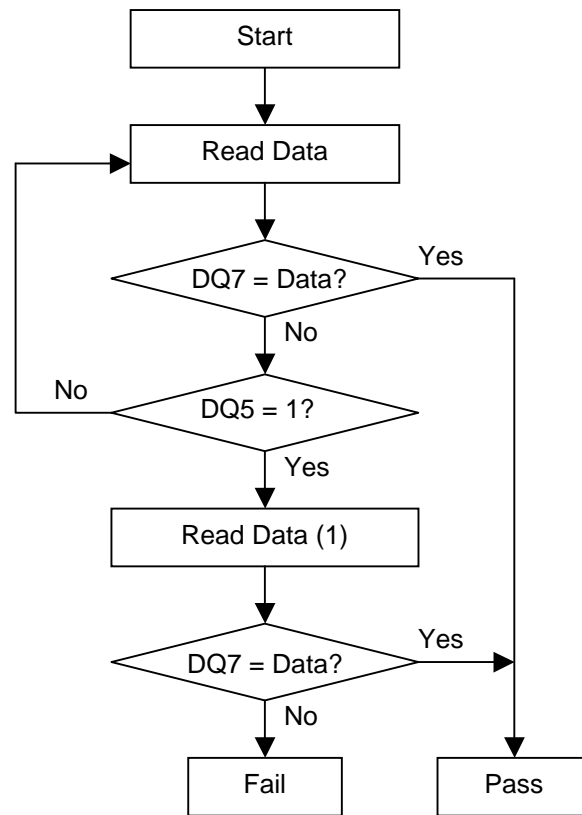 Start
Read Data
DQ7 = Data?
Yes
No
DQ5 = 1?
No
Yes
Read Data (1)
DQ7 = Data?
Yes
No
Fail
Pass